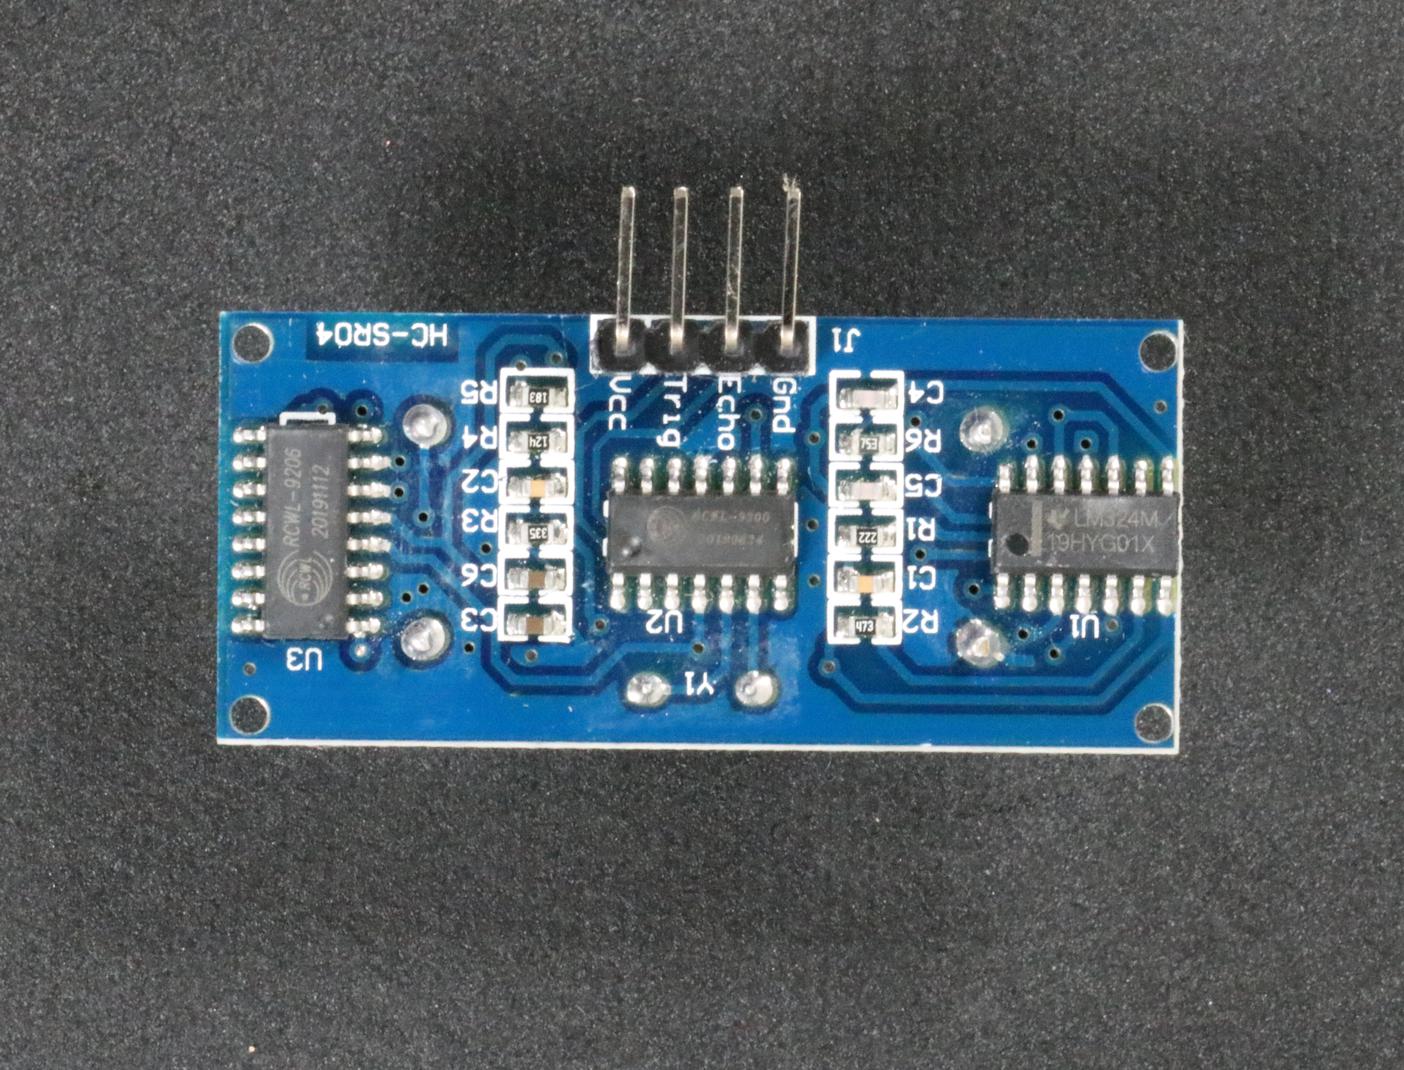 HC-SR04
J1
Vcc
Trig
Echo
Gnd
R5
183
R4
124
C2
R3
335
C6
C3
C4
R6
C5
R1
222
C1
R2
473
RCWL-9206
20191112
RCWL
U3
U2
Y1
LM324M
19HYG01X
U1